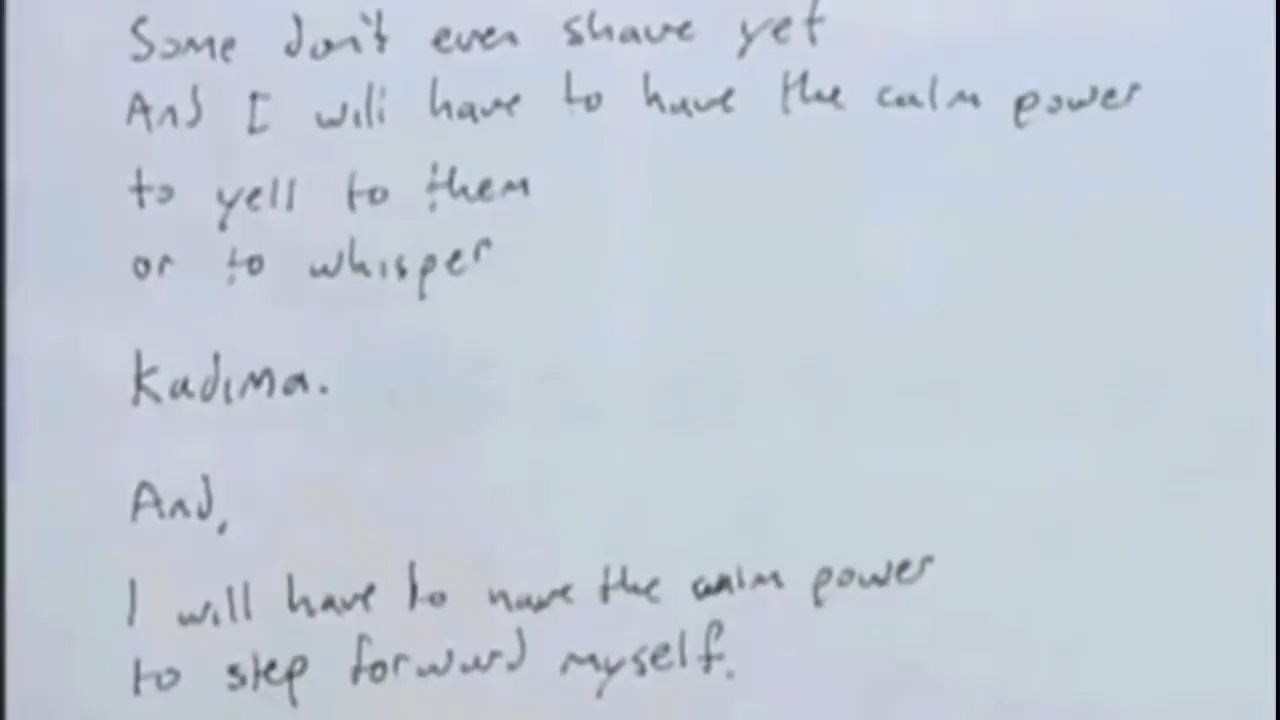 Some don't even shave yet
And I will have to have the calm power
to yell to them
or to whisper
Kadima.
And,
I will have to have the calm power
to step forward myself.